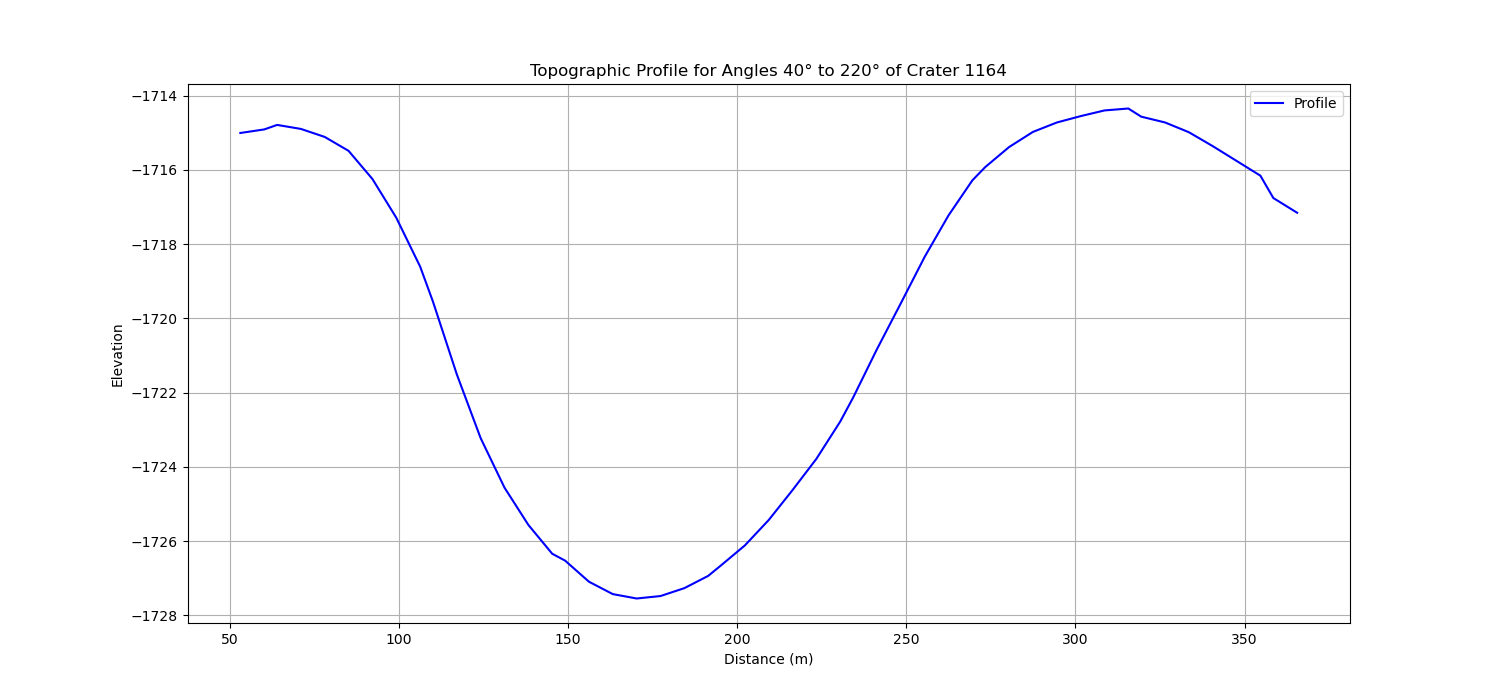 Topographic Profile for Angles 40° to 220° of Crater 1164
Profile
Elevation
−1714
−1716
−1718
−1720
−1722
−1724
−1726
−1728
50 100 150 200 250 300 350
Distance (m)